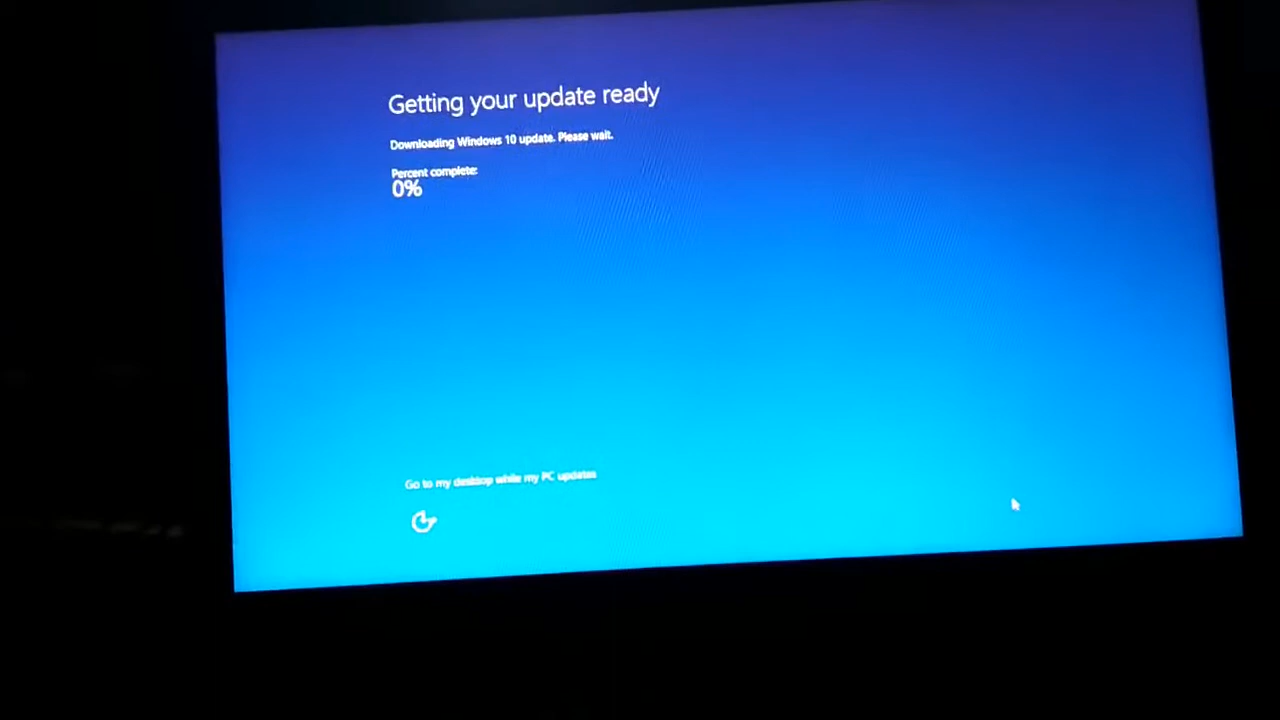 Getting your update ready
Downloading Windows 10 update. Please wait.
Percent complete:
0%
Go to my desktop while my PC updates